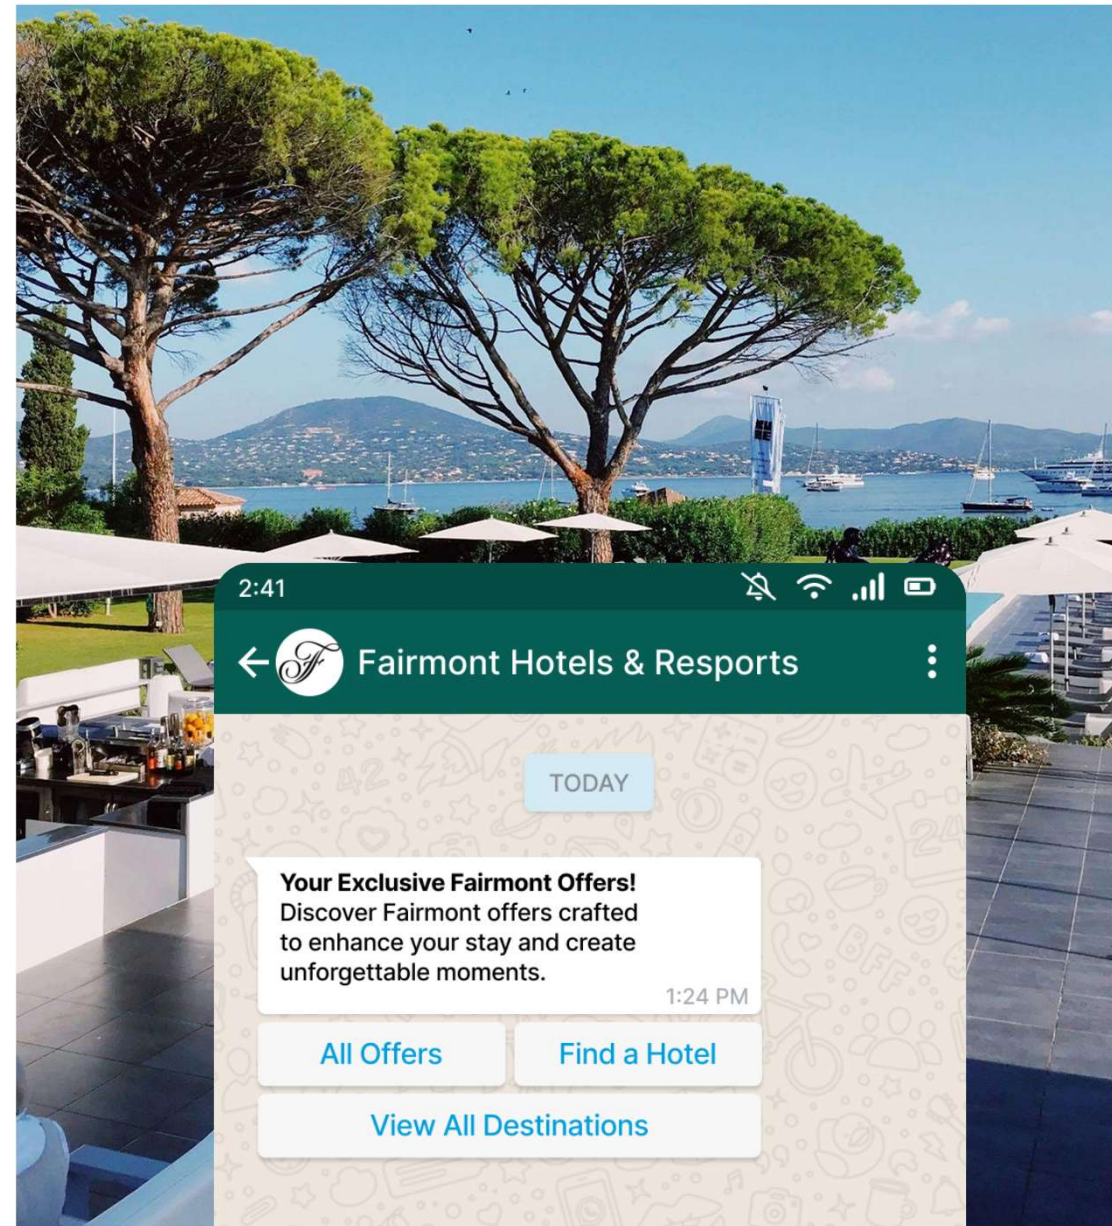 2:41
Fairmont Hotels & Resports
TODAY
Your Exclusive Fairmont Offers!
Discover Fairmont offers crafted
to enhance your stay and create
unforgettable moments.
1:24 PM
All Offers
Find a Hotel
View All Destinations